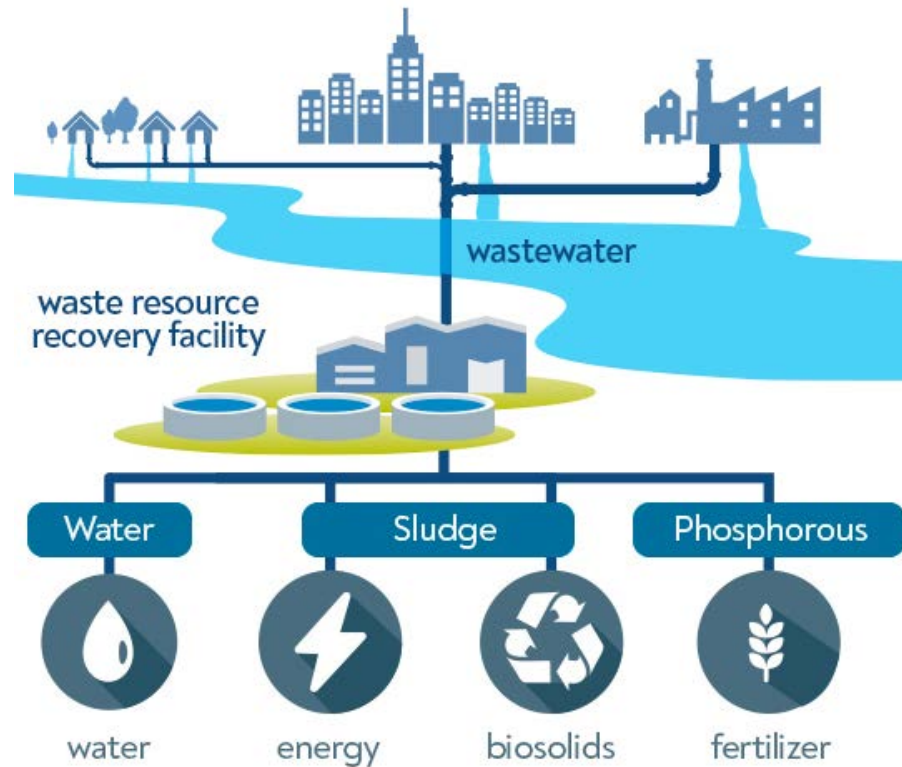 wastewater
waste resource
recovery facility
Water
Sludge
Phosphorous
water
energy
biosolids
fertilizer